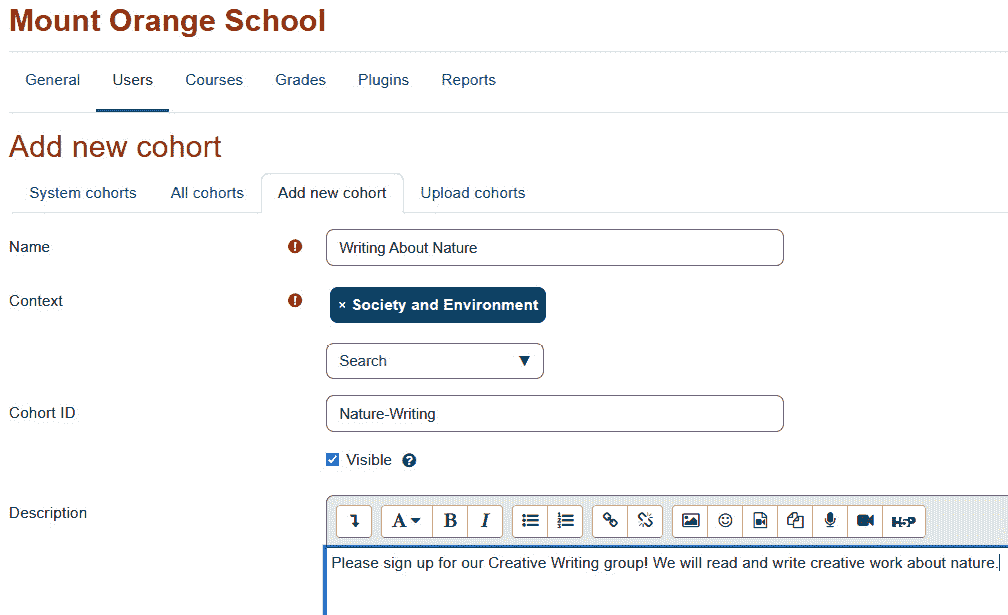 Mount Orange School
General Users Courses Grades Plugins Reports
Add new cohort
System cohorts All cohorts Add new cohort Upload cohorts
Name ! Writing About Nature
Context ! × Society and Environment
Search ▼
Cohort ID Nature-Writing
Visible ?
Description
A B I H-P
Please sign up for our Creative Writing group! We will read and write creative work about nature.